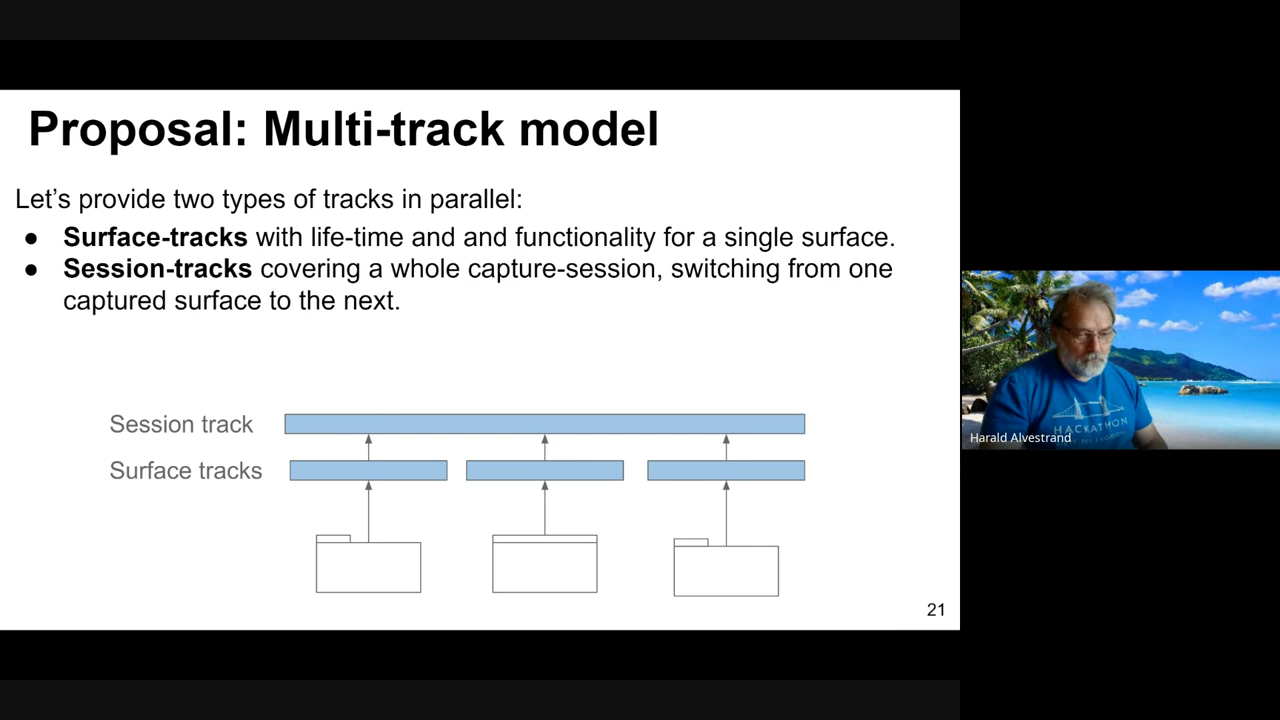 Proposal: Multi-track model
Let's provide two types of tracks in parallel:
● Surface-tracks with life-time and and functionality for a single surface.
● Session-tracks covering a whole capture-session, switching from one
captured surface to the next.
Session track
Surface tracks
21
HACKATHON
Harald Alvestrand